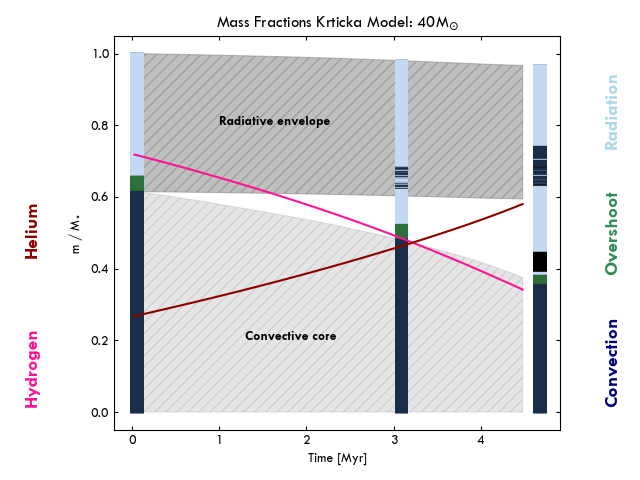 Mass Fractions Krticka Model: 40M☉
1.0
0.8
0.6
0.4
0.2
0.0
m / M⋆
Helium
Hydrogen
Radiative envelope
Convective core
Radiation
Overshoot
Convection
0 1 2 3 4
Time [Myr]